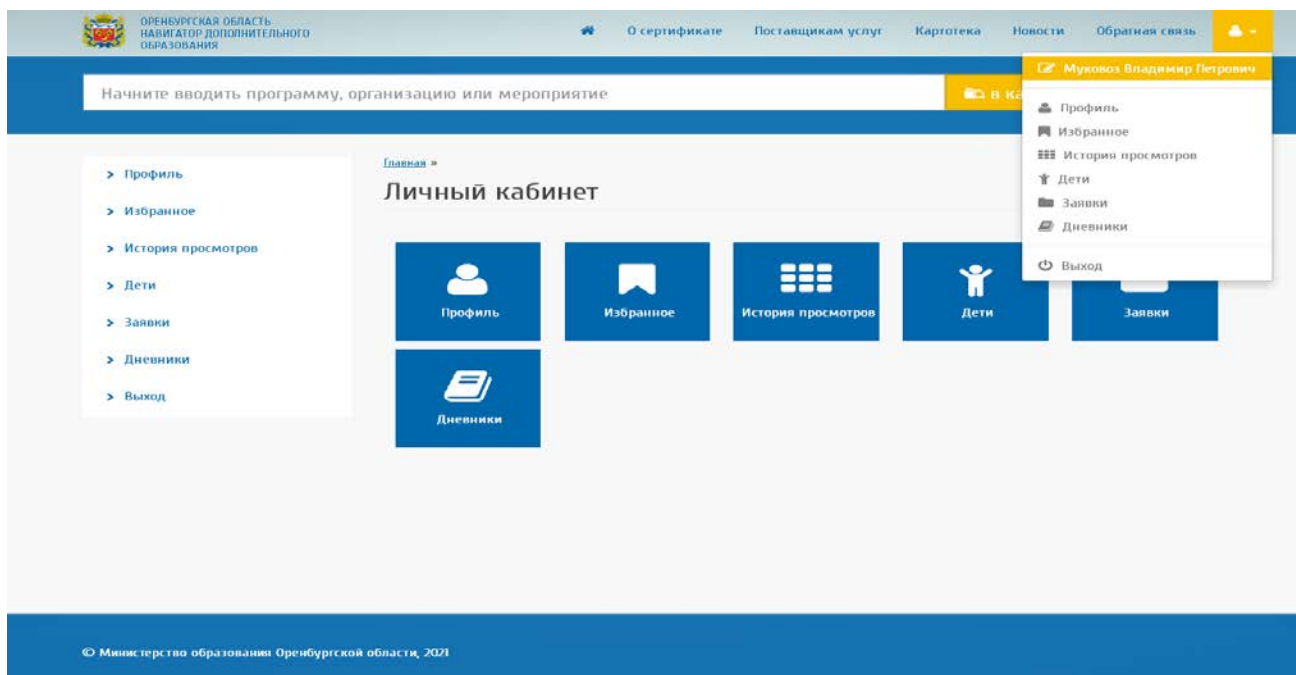 ОРЕНБУРГСКАЯ ОБЛАСТЬ
НАВИГАТОР ДОПОЛНИТЕЛЬНОГО
ОБРАЗОВАНИЯ
О сертификате Поставщикам услуг Картотека Новости Обратная связь
Муковоз Владимир Петрович
Профиль
Избранное
История просмотров
Дети
Заявки
Дневники
Выход
Начните вводить программу, организацию или мероприятие
в ка
Профиль
Избранное
История просмотров
Дети
Заявки
Дневники
Выход
Главная »
Личный кабинет
Профиль Избранное История просмотров Дети Заявки
Дневники
© Министерство образования Оренбургской области, 2021